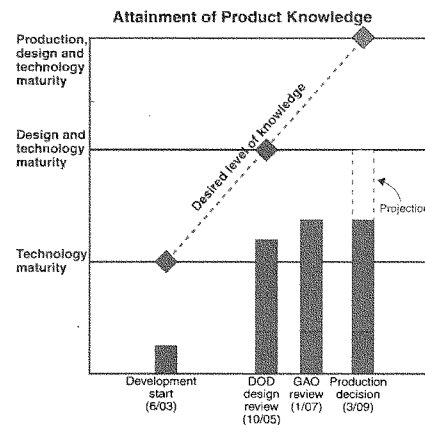 Attainment of Product Knowledge
Production,
design and
technology
maturity
Design and
technology
maturity
Technology
maturity
Desired level of knowledge
Projection
Development
start
(6/03)
DOD
design
review
(10/05)
GAO
review
(1/07)
Production
decision
(3/09)